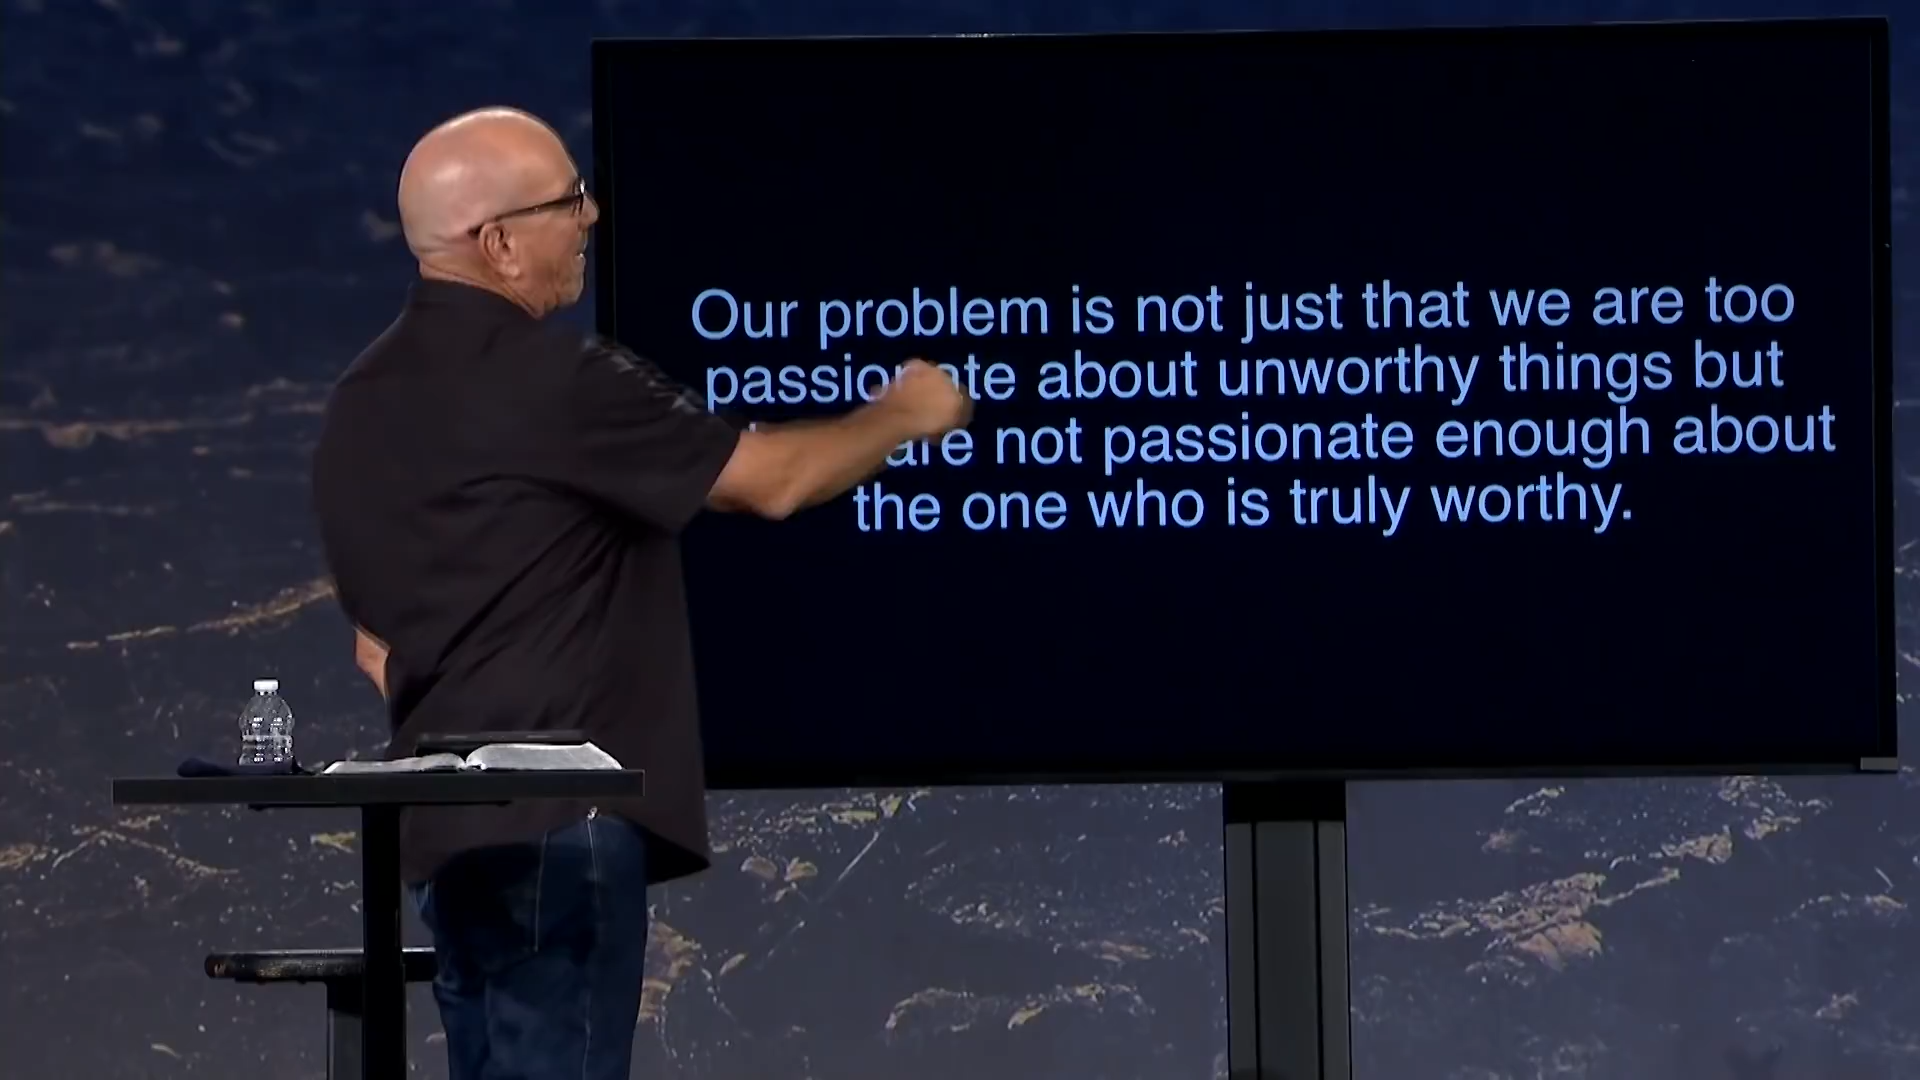 Our problem is not just that we are too
passionate about unworthy things but
are not passionate enough about
the one who is truly worthy.